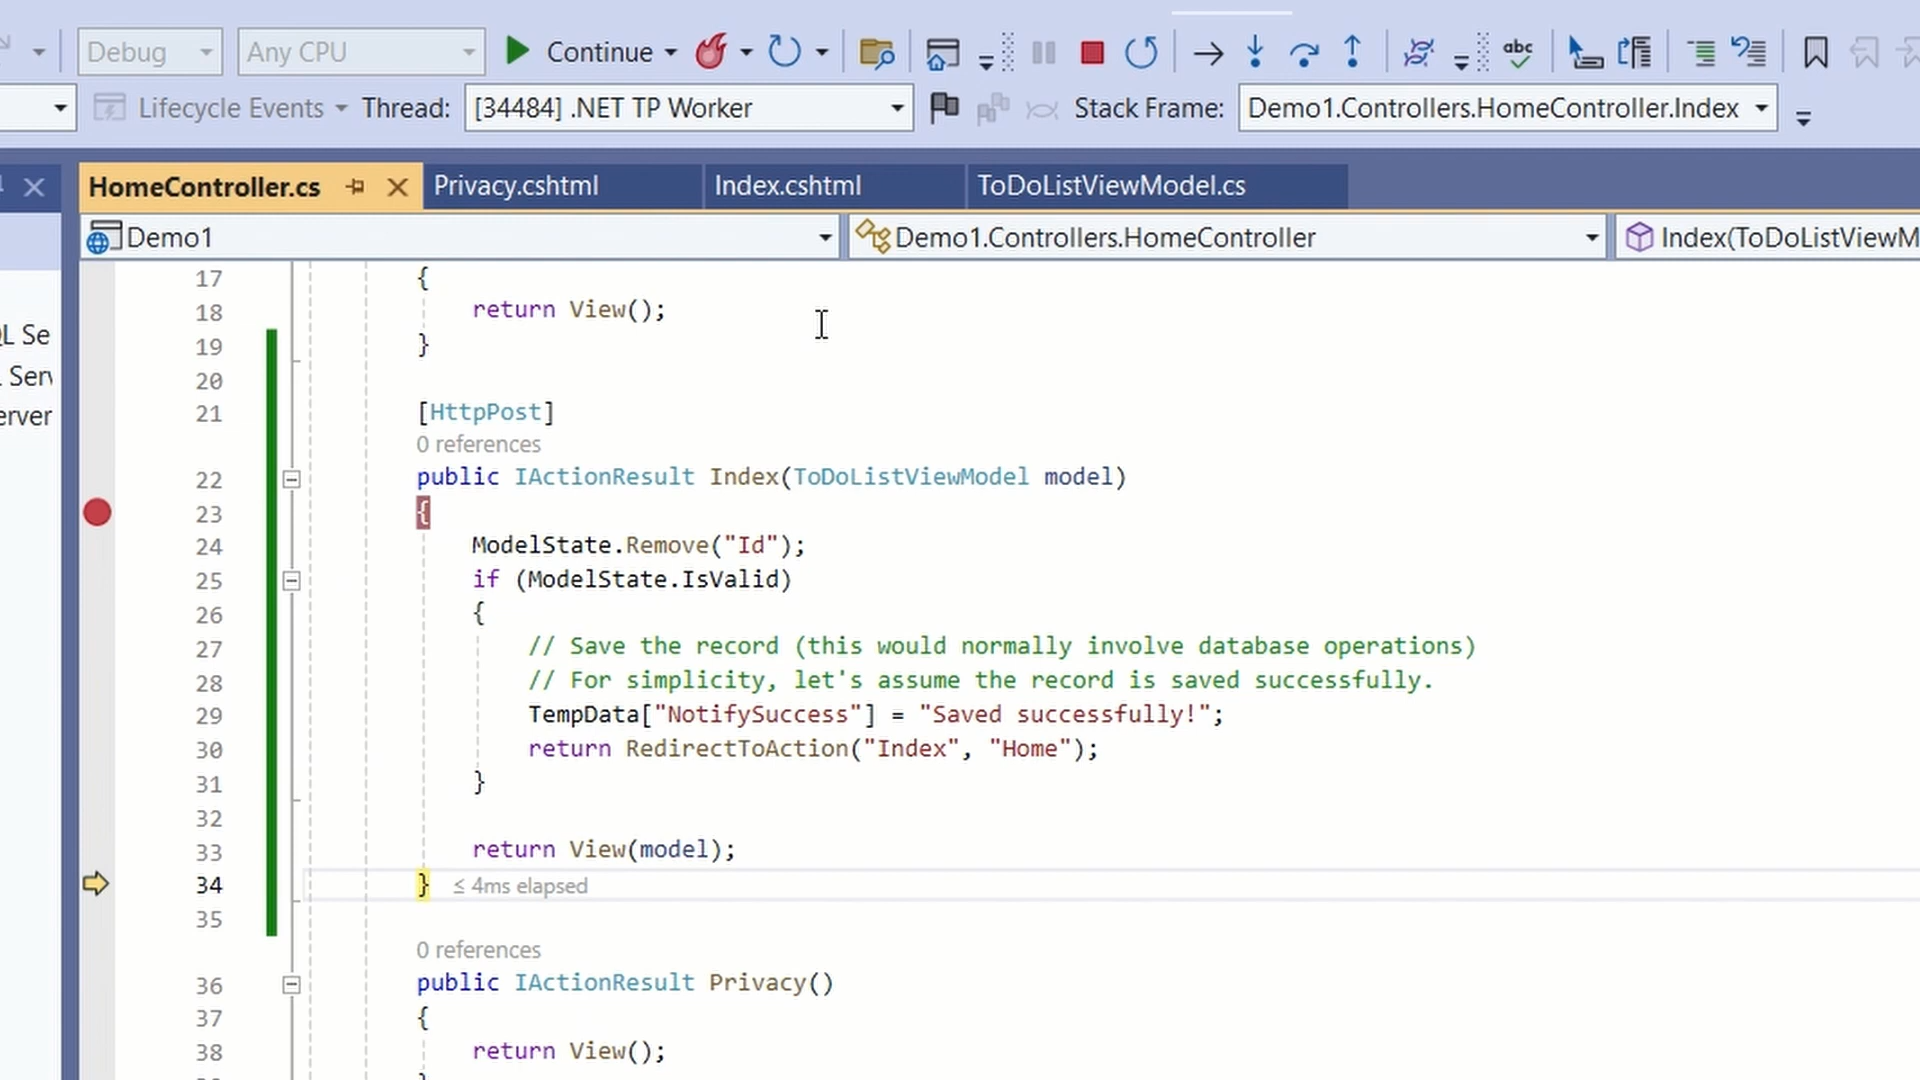 Debug Any CPU Continue
Lifecycle Events Thread: [34484] .NET TP Worker Stack Frame: Demo1.Controllers.HomeController.Index
HomeController.cs Privacy.cshtml Index.cshtml ToDoListViewModel.cs
Demo1 Demo1.Controllers.HomeController Index(ToDoListViewM
L Se
Serv
erver
17 {
18 return View();
19 }
20
21 [HttpPost]
0 references
22 public IActionResult Index(ToDoListViewModel model)
23 {
24 ModelState.Remove("Id");
25 if (ModelState.IsValid)
26 {
27 // Save the record (this would normally involve database operations)
28 // For simplicity, let's assume the record is saved successfully.
29 TempData["NotifySuccess"] = "Saved successfully!";
30 return RedirectToAction("Index", "Home");
31 }
32
33 return View(model);
34 } ≤ 4ms elapsed
35
0 references
36 public IActionResult Privacy()
37 {
38 return View();